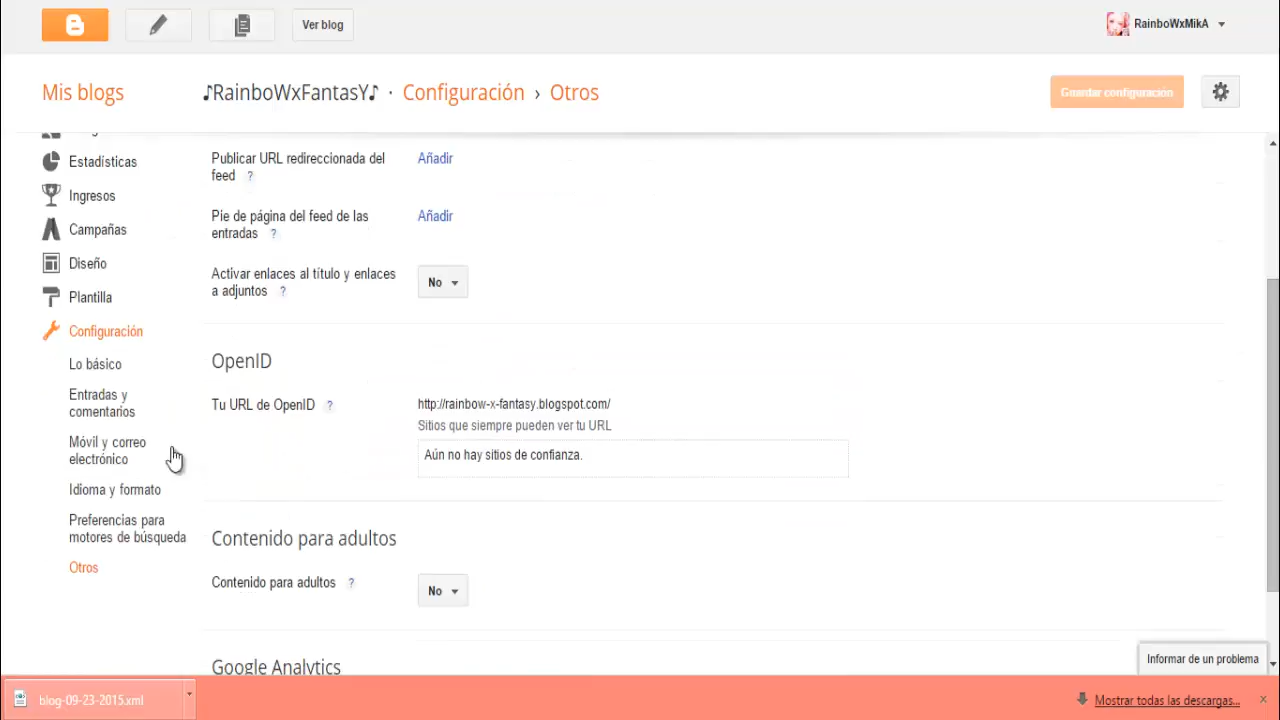 Ver blog
RainboWxMikA
Mis blogs
♪RainboWxFantasY♪ · Configuración › Otros
Guardar configuración
Estadísticas
Ingresos
Campañas
Diseño
Plantilla
Configuración
Lo básico
Entradas y
comentarios
Móvil y correo
electrónico
Idioma y formato
Preferencias para
motores de búsqueda
Otros
Publicar URL redireccionada del
feed ?
Añadir
Pie de página del feed de las
entradas ?
Añadir
Activar enlaces al título y enlaces
a adjuntos ?
No
OpenID
Tu URL de OpenID ?
http://rainbow-x-fantasy.blogspot.com/
Sitios que siempre pueden ver tu URL
Aún no hay sitios de confianza.
Contenido para adultos
Contenido para adultos ?
No
Google Analytics
Informar de un problema
blog-09-23-2015.xml
Mostrar todas las descargas...